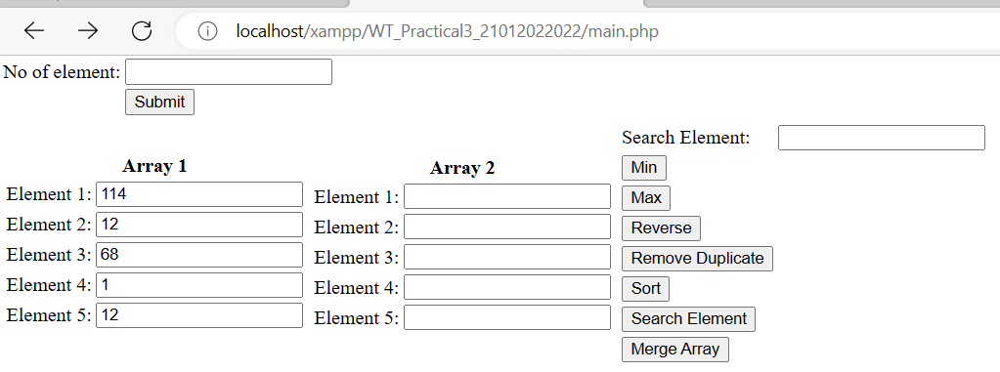 localhost/xampp/WT_Practical3_21012022022/main.php
No of element:
Submit
Array 1
Element 1: 114
Element 2: 12
Element 3: 68
Element 4: 1
Element 5: 12
Array 2
Element 1:
Element 2:
Element 3:
Element 4:
Element 5:
Search Element:
Min
Max
Reverse
Remove Duplicate
Sort
Search Element
Merge Array